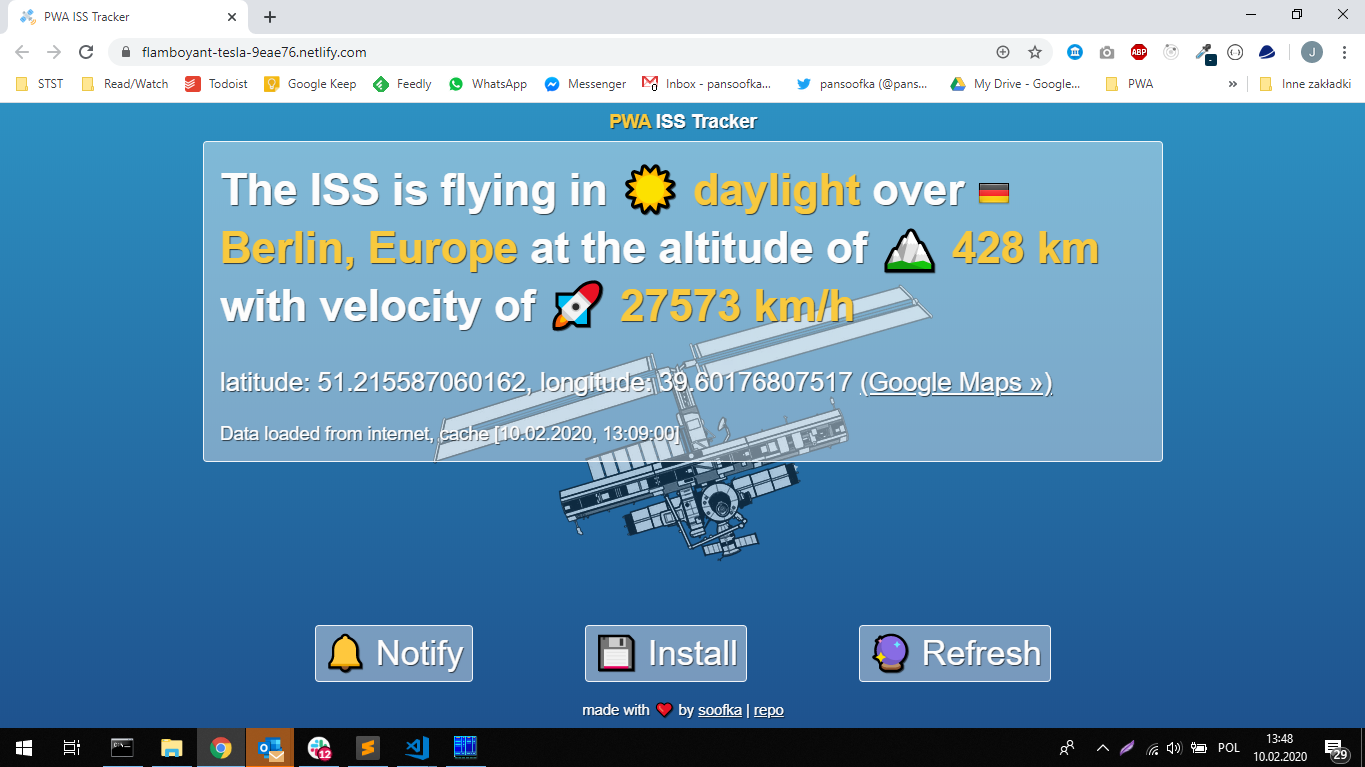 PWA ISS Tracker
flamboyant-tesla-9eae76.netlify.com
ABP
J
STST
Read/Watch
Todoist
Google Keep
Feedly
WhatsApp
Messenger
0
Inbox - pansoofka...
pansoofka (@pans...
My Drive - Google...
PWA
»
Inne zakładki
PWA ISS Tracker
The ISS is flying in daylight over
Berlin, Europe at the altitude of 428 km
with velocity of 27573 km/h
latitude: 51.215587060162, longitude: 39.60176807517 (Google Maps »)
Data loaded from internet, cache [10.02.2020, 13:09:00]
Notify
Install
Refresh
made with by soofka | repo
12
POL
13:48
10.02.2020
29